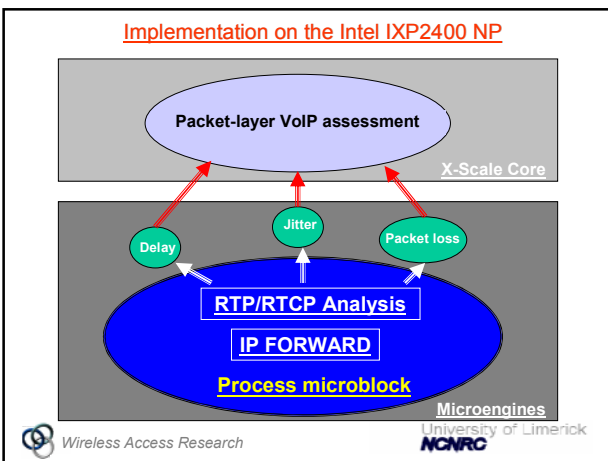 Implementation on the Intel IXP2400 NP
Packet-layer VoIP assessment
X-Scale Core
Jitter
Delay
Packet loss
RTP/RTCP Analysis
IP FORWARD
Process microblock
Microengines
University of Limerick
Wireless Access Research
NCNRC